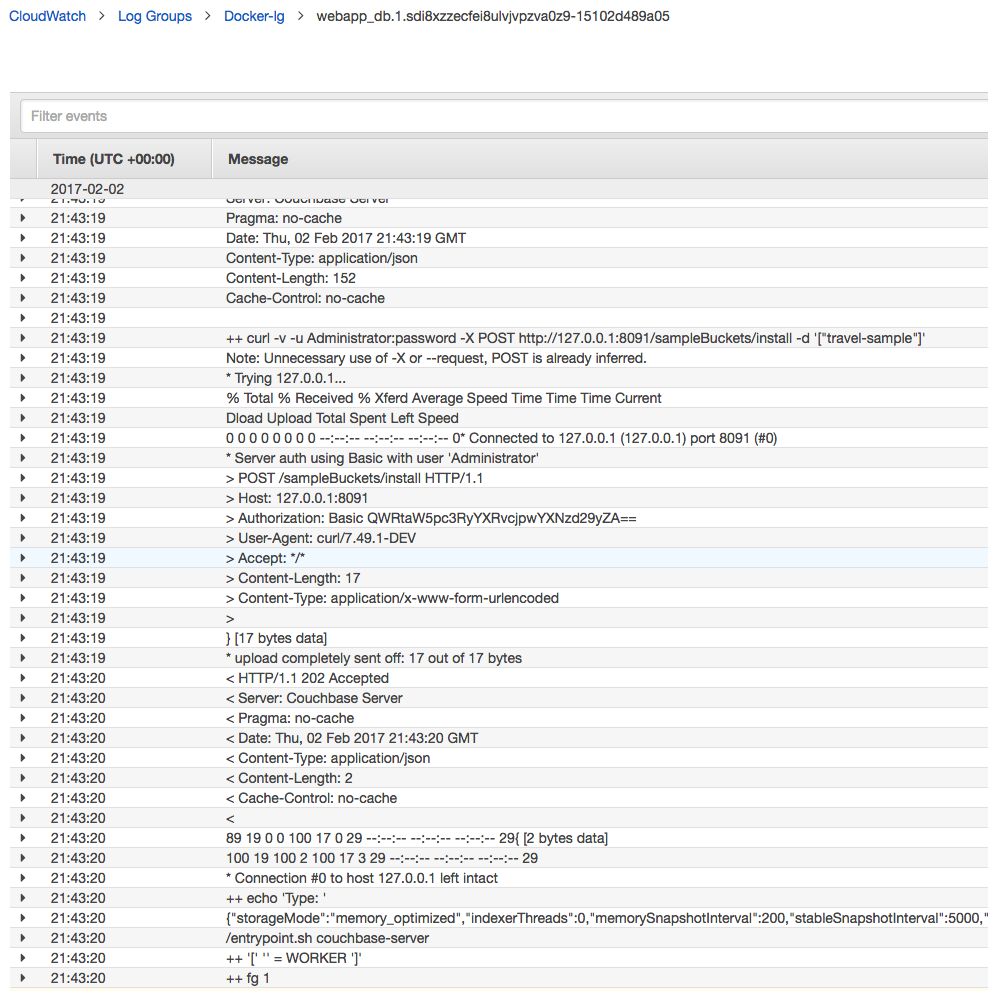 CloudWatch > Log Groups > Docker-lg > webapp_db.1.sdi8xzzecfei8ulvjvpzva0z9-15102d489a05
Filter events
Time (UTC +00:00) Message
2017-02-02
21:43:19 Server: Couchbase Server
21:43:19 Pragma: no-cache
21:43:19 Date: Thu, 02 Feb 2017 21:43:19 GMT
21:43:19 Content-Type: application/json
21:43:19 Content-Length: 152
21:43:19 Cache-Control: no-cache
21:43:19
21:43:19 ++ curl -v -u Administrator:password -X POST http://127.0.0.1:8091/sampleBuckets/install -d '["travel-sample"]'
21:43:19 Note: Unnecessary use of -X or --request, POST is already inferred.
21:43:19 * Trying 127.0.0.1...
21:43:19 % Total % Received % Xferd Average Speed Time Time Time Current
21:43:19 Dload Upload Total Spent Left Speed
21:43:19 0 0 0 0 0 0 0 0 --:--:-- --:--:-- --:--:-- 0* Connected to 127.0.0.1 (127.0.0.1) port 8091 (#0)
21:43:19 * Server auth using Basic with user 'Administrator'
21:43:19 > POST /sampleBuckets/install HTTP/1.1
21:43:19 > Host: 127.0.0.1:8091
21:43:19 > Authorization: Basic QWRtaW5pc3RyYXRvcjpwYXNzd29yZA==
21:43:19 > User-Agent: curl/7.49.1-DEV
21:43:19 > Accept: */*
21:43:19 > Content-Length: 17
21:43:19 > Content-Type: application/x-www-form-urlencoded
21:43:19 >
21:43:19 } [17 bytes data]
21:43:19 * upload completely sent off: 17 out of 17 bytes
21:43:20 < HTTP/1.1 202 Accepted
21:43:20 < Server: Couchbase Server
21:43:20 < Pragma: no-cache
21:43:20 < Date: Thu, 02 Feb 2017 21:43:20 GMT
21:43:20 < Content-Type: application/json
21:43:20 < Content-Length: 2
21:43:20 < Cache-Control: no-cache
21:43:20 <
21:43:20 89 19 0 0 100 17 0 29 --:--:-- --:--:-- --:--:-- 29{ [2 bytes data]
21:43:20 100 19 100 2 100 17 3 29 --:--:-- --:--:-- --:--:-- 29
21:43:20 * Connection #0 to host 127.0.0.1 left intact
21:43:20 ++ echo 'Type: '
21:43:20 {"storageMode":"memory_optimized","indexerThreads":0,"memorySnapshotInterval":200,"stableSnapshotInterval":5000,"
21:43:20 /entrypoint.sh couchbase-server
21:43:20 ++ '[' '' = WORKER ']'
21:43:20 ++ fg 1